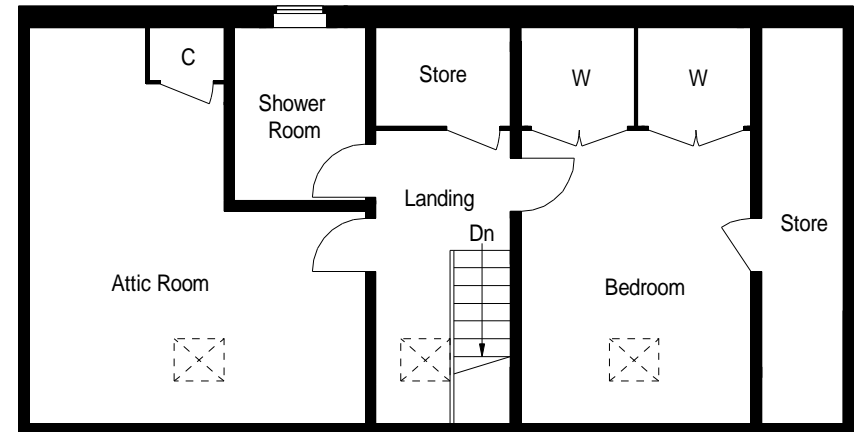 C
Shower
Room
Store
W
W
Landing
Dn
Store
Attic Room
Bedroom